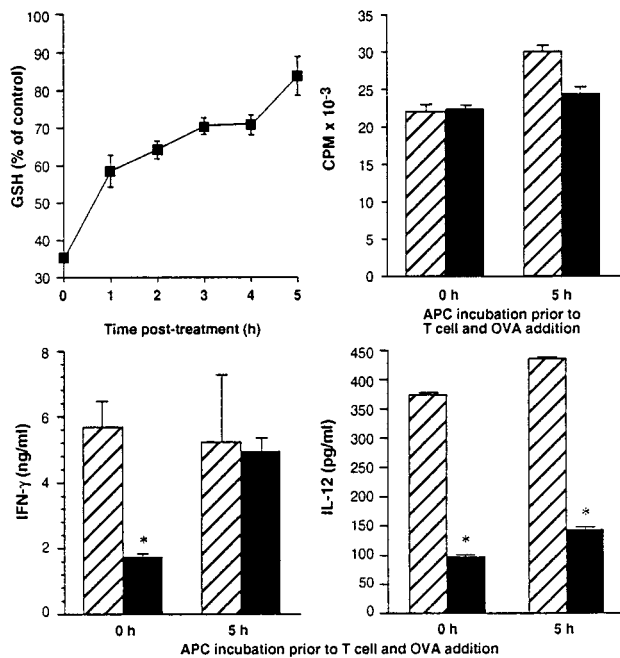 100
90
80
70
60
50
40
30
GSH (% of control)
0 1 2 3 4 5
Time post-treatment (h)
35
30
25
20
15
10
5
0
CPM x 10-3
0 h 5 h
APC incubation prior to
T cell and OVA addition
8
6
4
2
0
IFN-γ (ng/ml)
*
0 h 5 h
450
400
350
300
250
200
150
100
50
0
IL-12 (pg/ml)
*
*
0 h 5 h
APC incubation prior to T cell and OVA addition